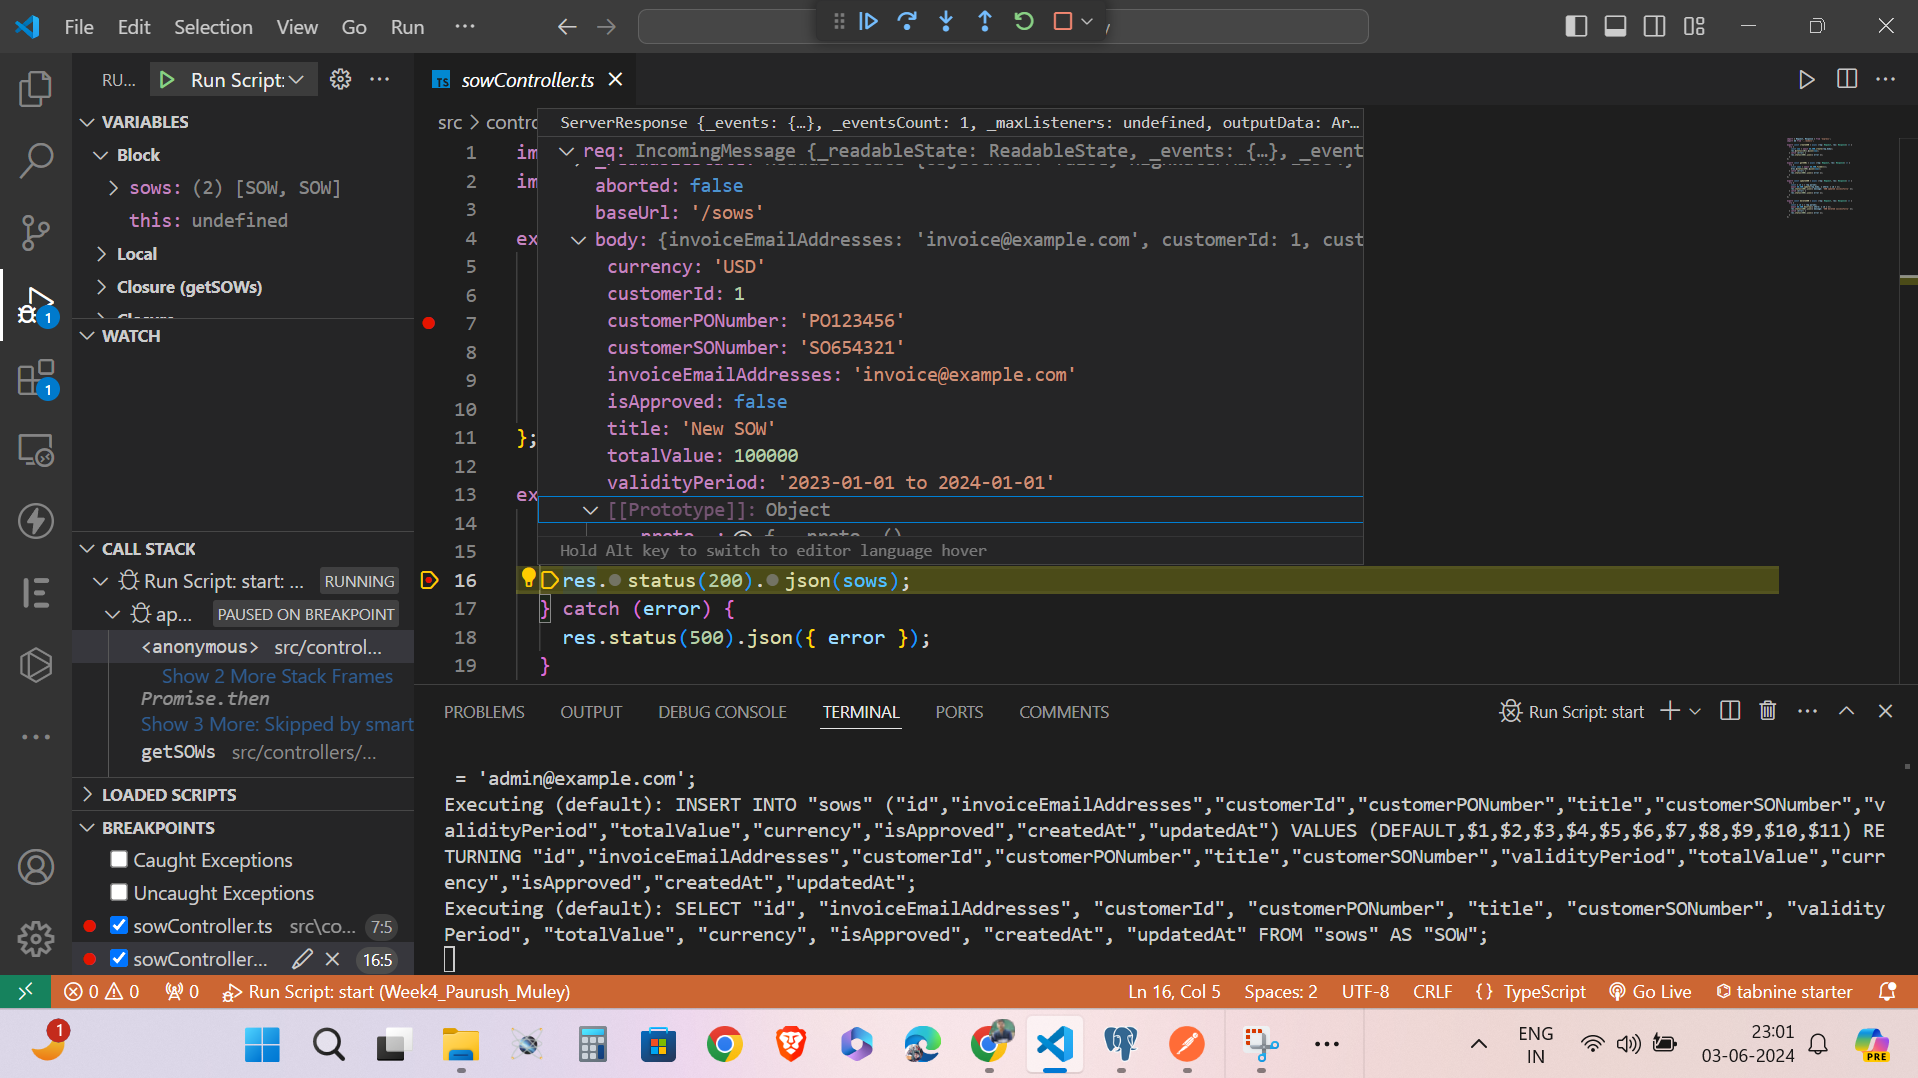 File Edit Selection View Go Run ···
RU... Run Script: ···
VARIABLES
Block
sows: (2) [SOW, SOW]
this: undefined
Local
Closure (getSOWs)
WATCH
CALL STACK
Run Script: start: ... RUNNING
ap... PAUSED ON BREAKPOINT
<anonymous> src/control...
Show 2 More Stack Frames
Promise.then
Show 3 More: Skipped by smart
getSOWs src/controllers/...
LOADED SCRIPTS
BREAKPOINTS
Caught Exceptions
Uncaught Exceptions
sowController.ts src\co... 7:5
sowController... 16:5
1
1
TS sowController.ts
src > contro
ServerResponse {_events: {…}, _eventsCount: 1, _maxListeners: undefined, outputData: Ar…
req: IncomingMessage {_readableState: ReadableState, _events: {…}, _event
aborted: false
baseUrl: '/sows'
body: {invoiceEmailAddresses: 'invoice@example.com', customerId: 1, cust
currency: 'USD'
customerId: 1
customerPONumber: 'PO123456'
customerSONumber: 'SO654321'
invoiceEmailAddresses: 'invoice@example.com'
isApproved: false
title: 'New SOW'
totalValue: 100000
validityPeriod: '2023-01-01 to 2024-01-01'
[[Prototype]]: Object
Hold Alt key to switch to editor language hover
1 im
2 im
3
4 ex
5
6
7
8
9
10
11 };
12
13 ex
14
15
16 res.status(200).json(sows);
17 } catch (error) {
18 res.status(500).json({ error });
19 }
PROBLEMS OUTPUT DEBUG CONSOLE TERMINAL PORTS COMMENTS Run Script: start
= 'admin@example.com';
Executing (default): INSERT INTO "sows" ("id","invoiceEmailAddresses","customerId","customerPONumber","title","customerSONumber","v
alidityPeriod","totalValue","currency","isApproved","createdAt","updatedAt") VALUES (DEFAULT,$1,$2,$3,$4,$5,$6,$7,$8,$9,$10,$11) RE
TURNING "id","invoiceEmailAddresses","customerId","customerPONumber","title","customerSONumber","validityPeriod","totalValue","curr
ency","isApproved","createdAt","updatedAt";
Executing (default): SELECT "id", "invoiceEmailAddresses", "customerId", "customerPONumber", "title", "customerSONumber", "validity
Period", "totalValue", "currency", "isApproved", "createdAt", "updatedAt" FROM "sows" AS "SOW";
0 0 0 Run Script: start (Week4_Paurush_Muley) Ln 16, Col 5 Spaces: 2 UTF-8 CRLF {} TypeScript Go Live tabnine starter
1
ENG
IN
23:01
03-06-2024
PRE